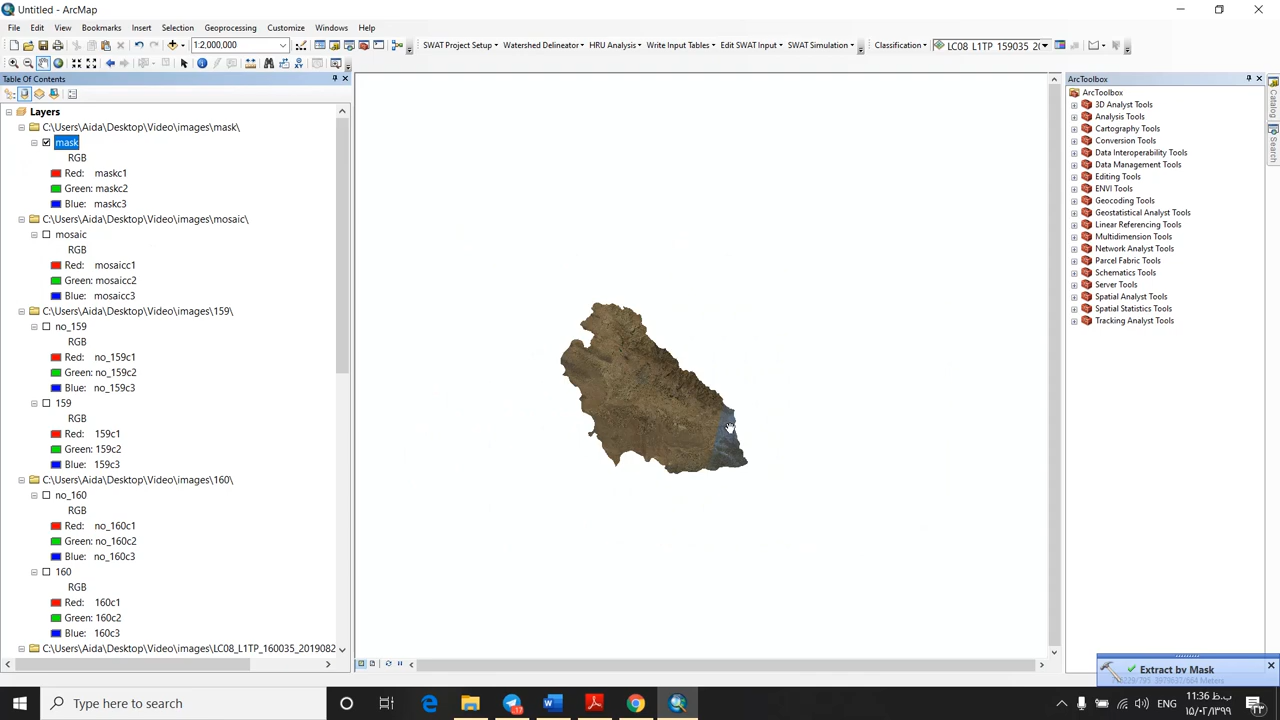 Untitled - ArcMap
File Edit View Bookmarks Insert Selection Geoprocessing Customize Windows Help
1:2,000,000
SWAT Project Setup Watershed Delineator HRU Analysis Write Input Tables Edit SWAT Input SWAT Simulation Classification LC08_L1TP_159035_20
Table Of Contents
Layers
C:\Users\Aida\Desktop\Video\images\mask\
mask
RGB
Red: maskc1
Green: maskc2
Blue: maskc3
C:\Users\Aida\Desktop\Video\images\mosaic\
mosaic
RGB
Red: mosaicc1
Green: mosaicc2
Blue: mosaicc3
C:\Users\Aida\Desktop\Video\images\159\
no_159
RGB
Red: no_159c1
Green: no_159c2
Blue: no_159c3
159
RGB
Red: 159c1
Green: 159c2
Blue: 159c3
C:\Users\Aida\Desktop\Video\images\160\
no_160
RGB
Red: no_160c1
Green: no_160c2
Blue: no_160c3
160
RGB
Red: 160c1
Green: 160c2
Blue: 160c3
C:\Users\Aida\Desktop\Video\images\LC08_L1TP_160035_2019082
ArcToolbox
ArcToolbox
3D Analyst Tools
Analysis Tools
Cartography Tools
Conversion Tools
Data Interoperability Tools
Data Management Tools
Editing Tools
ENVI Tools
Geocoding Tools
Geostatistical Analyst Tools
Linear Referencing Tools
Multidimension Tools
Network Analyst Tools
Parcel Fabric Tools
Schematics Tools
Server Tools
Spatial Analyst Tools
Spatial Statistics Tools
Tracking Analyst Tools
Catalog
Search
Extract by Mask
Meters
Type here to search
ENG
11:36 ب.ظ